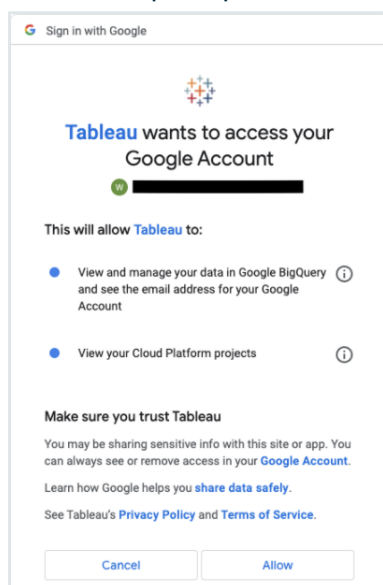 Sign in with Google
Tableau wants to access your
Google Account
W
This will allow Tableau to:
View and manage your data in Google BigQuery
and see the email address for your Google
Account
View your Cloud Platform projects
Make sure you trust Tableau
You may be sharing sensitive info with this site or app. You
can always see or remove access in your Google Account.
Learn how Google helps you share data safely.
See Tableau's Privacy Policy and Terms of Service.
Cancel Allow